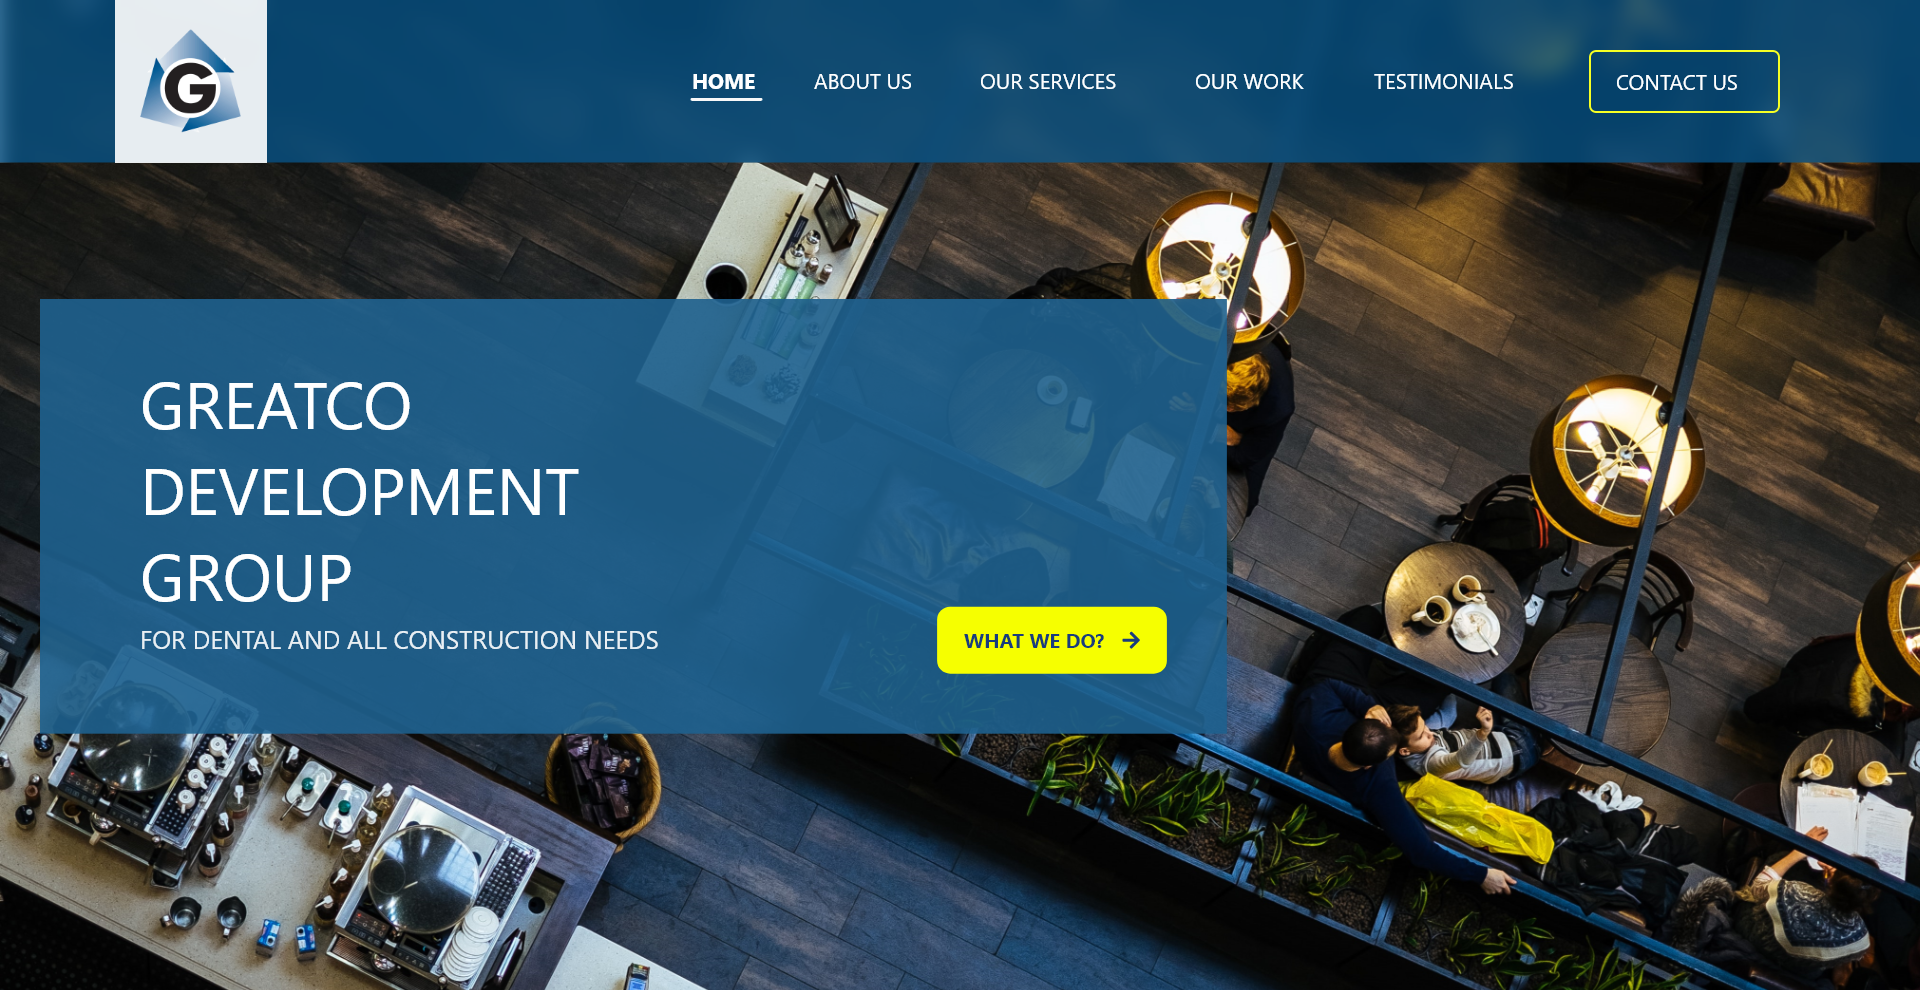 G
HOME
ABOUT US
OUR SERVICES
OUR WORK
TESTIMONIALS
CONTACT US
GREATCO
DEVELOPMENT
GROUP
FOR DENTAL AND ALL CONSTRUCTION NEEDS
WHAT WE DO?